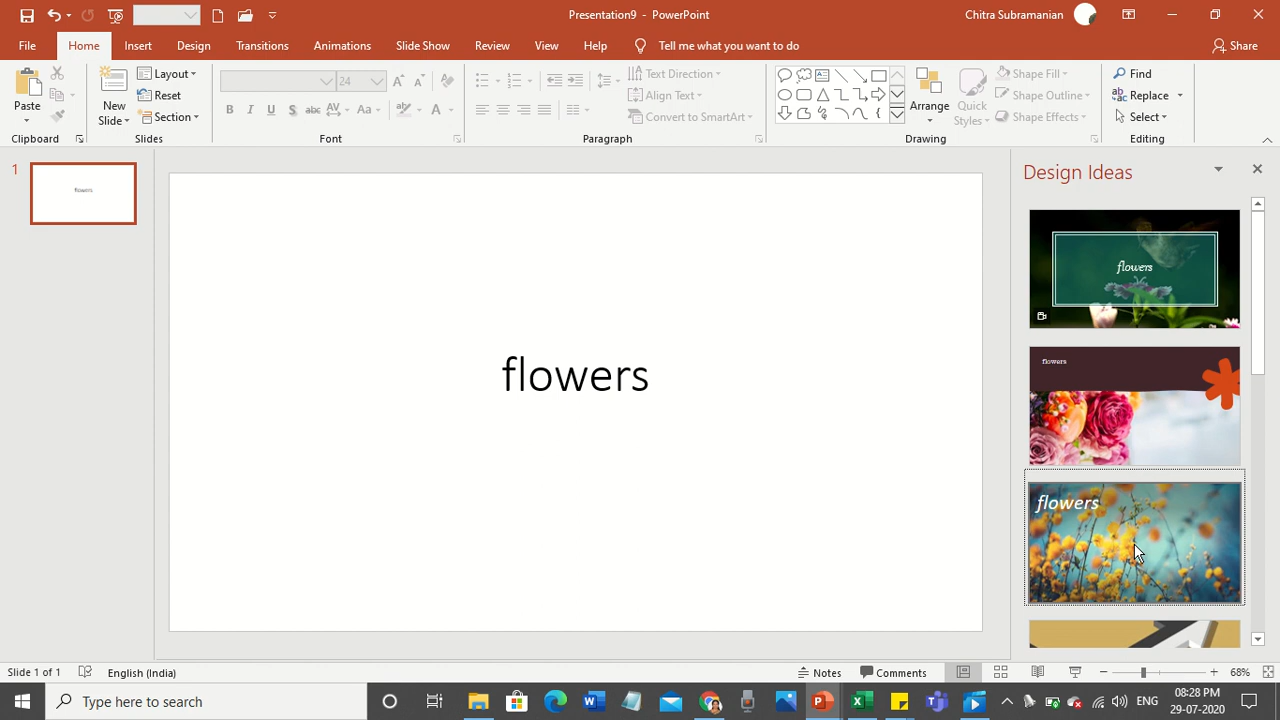 Presentation9 - PowerPoint
Chitra Subramanian
File
Home
Insert
Design
Transitions
Animations
Slide Show
Review
View
Help
Tell me what you want to do
Share
Paste
New
Slide
Layout
Reset
Section
24
B I U S abc AV Aa A
Text Direction
Align Text
Convert to SmartArt
Arrange
Quick
Styles
Shape Fill
Shape Outline
Shape Effects
Find
Replace
Select
Clipboard
Slides
Font
Paragraph
Drawing
Editing
1
flowers
flowers
Design Ideas
flowers
flowers
flowers
Slide 1 of 1
English (India)
Notes
Comments
68%
Type here to search
ENG
08:28 PM
29-07-2020